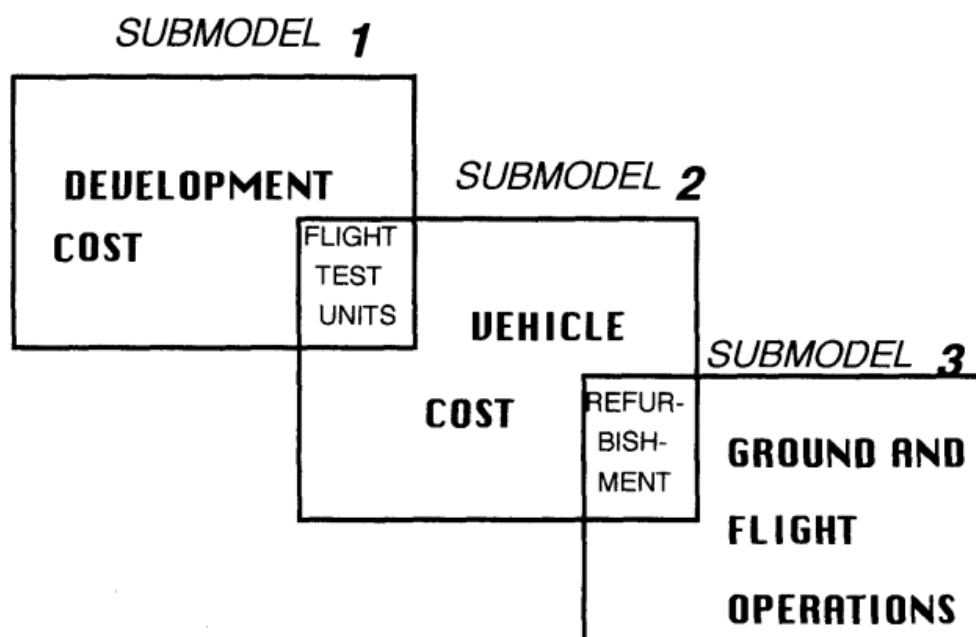 SUBMODEL 1
DEVELOPMENT
COST
SUBMODEL 2
FLIGHT
TEST
UNITS
VEHICLE
COST
SUBMODEL 3
REFUR-
BISH-
MENT
GROUND AND
FLIGHT
OPERATIONS